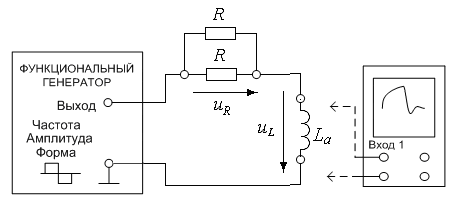 R
ФУНКЦИОНАЛЬНЫЙ
ГЕНЕРАТОР
R
Выход
u_R
Частота
Амплитуда
Форма
u_L
L_a
Вход 1